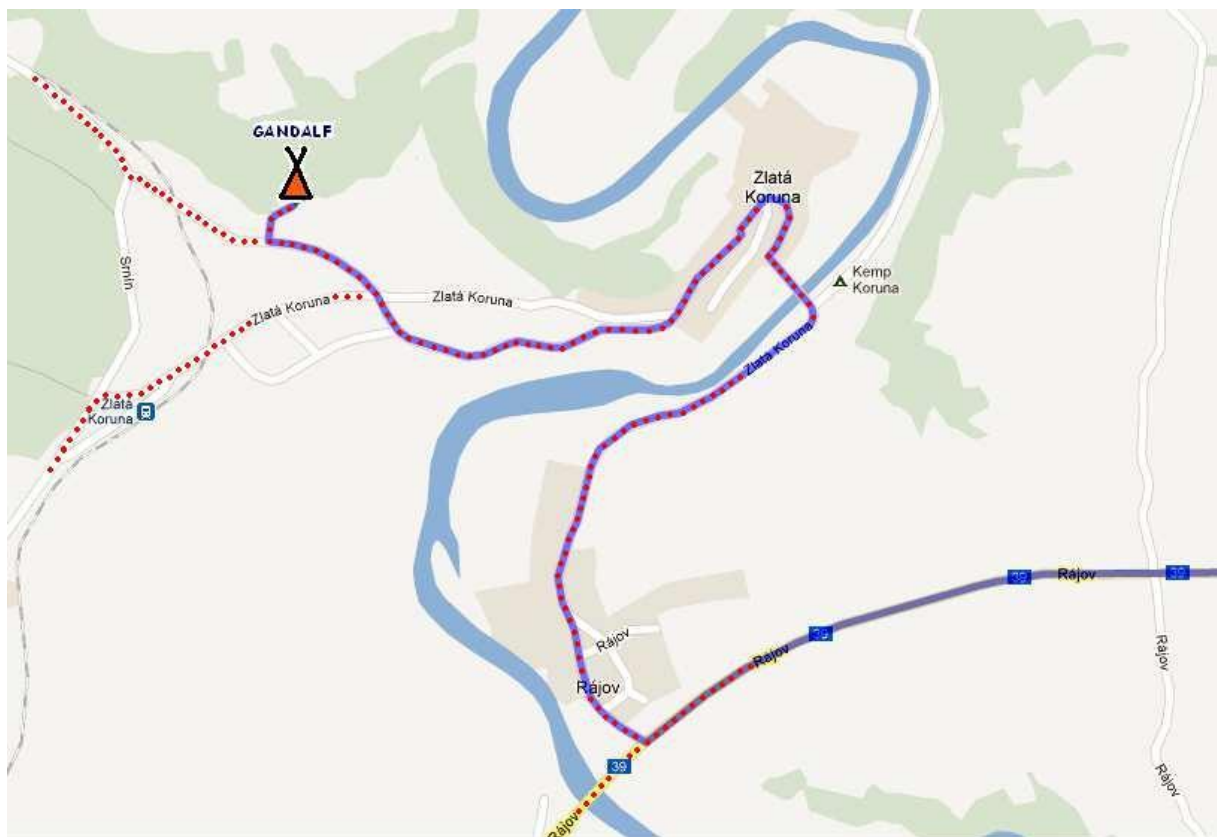 GANDALF
Zlatá
Koruna
Srnín
Kemp
Koruna
Zlatá Koruna
Zlatá Koruna
Zlatá Koruna
Zlatá
Koruna
39
Rájov
39
39
Rájov
Rájov
Rájov
Rájov
39
Rájov
Rájov